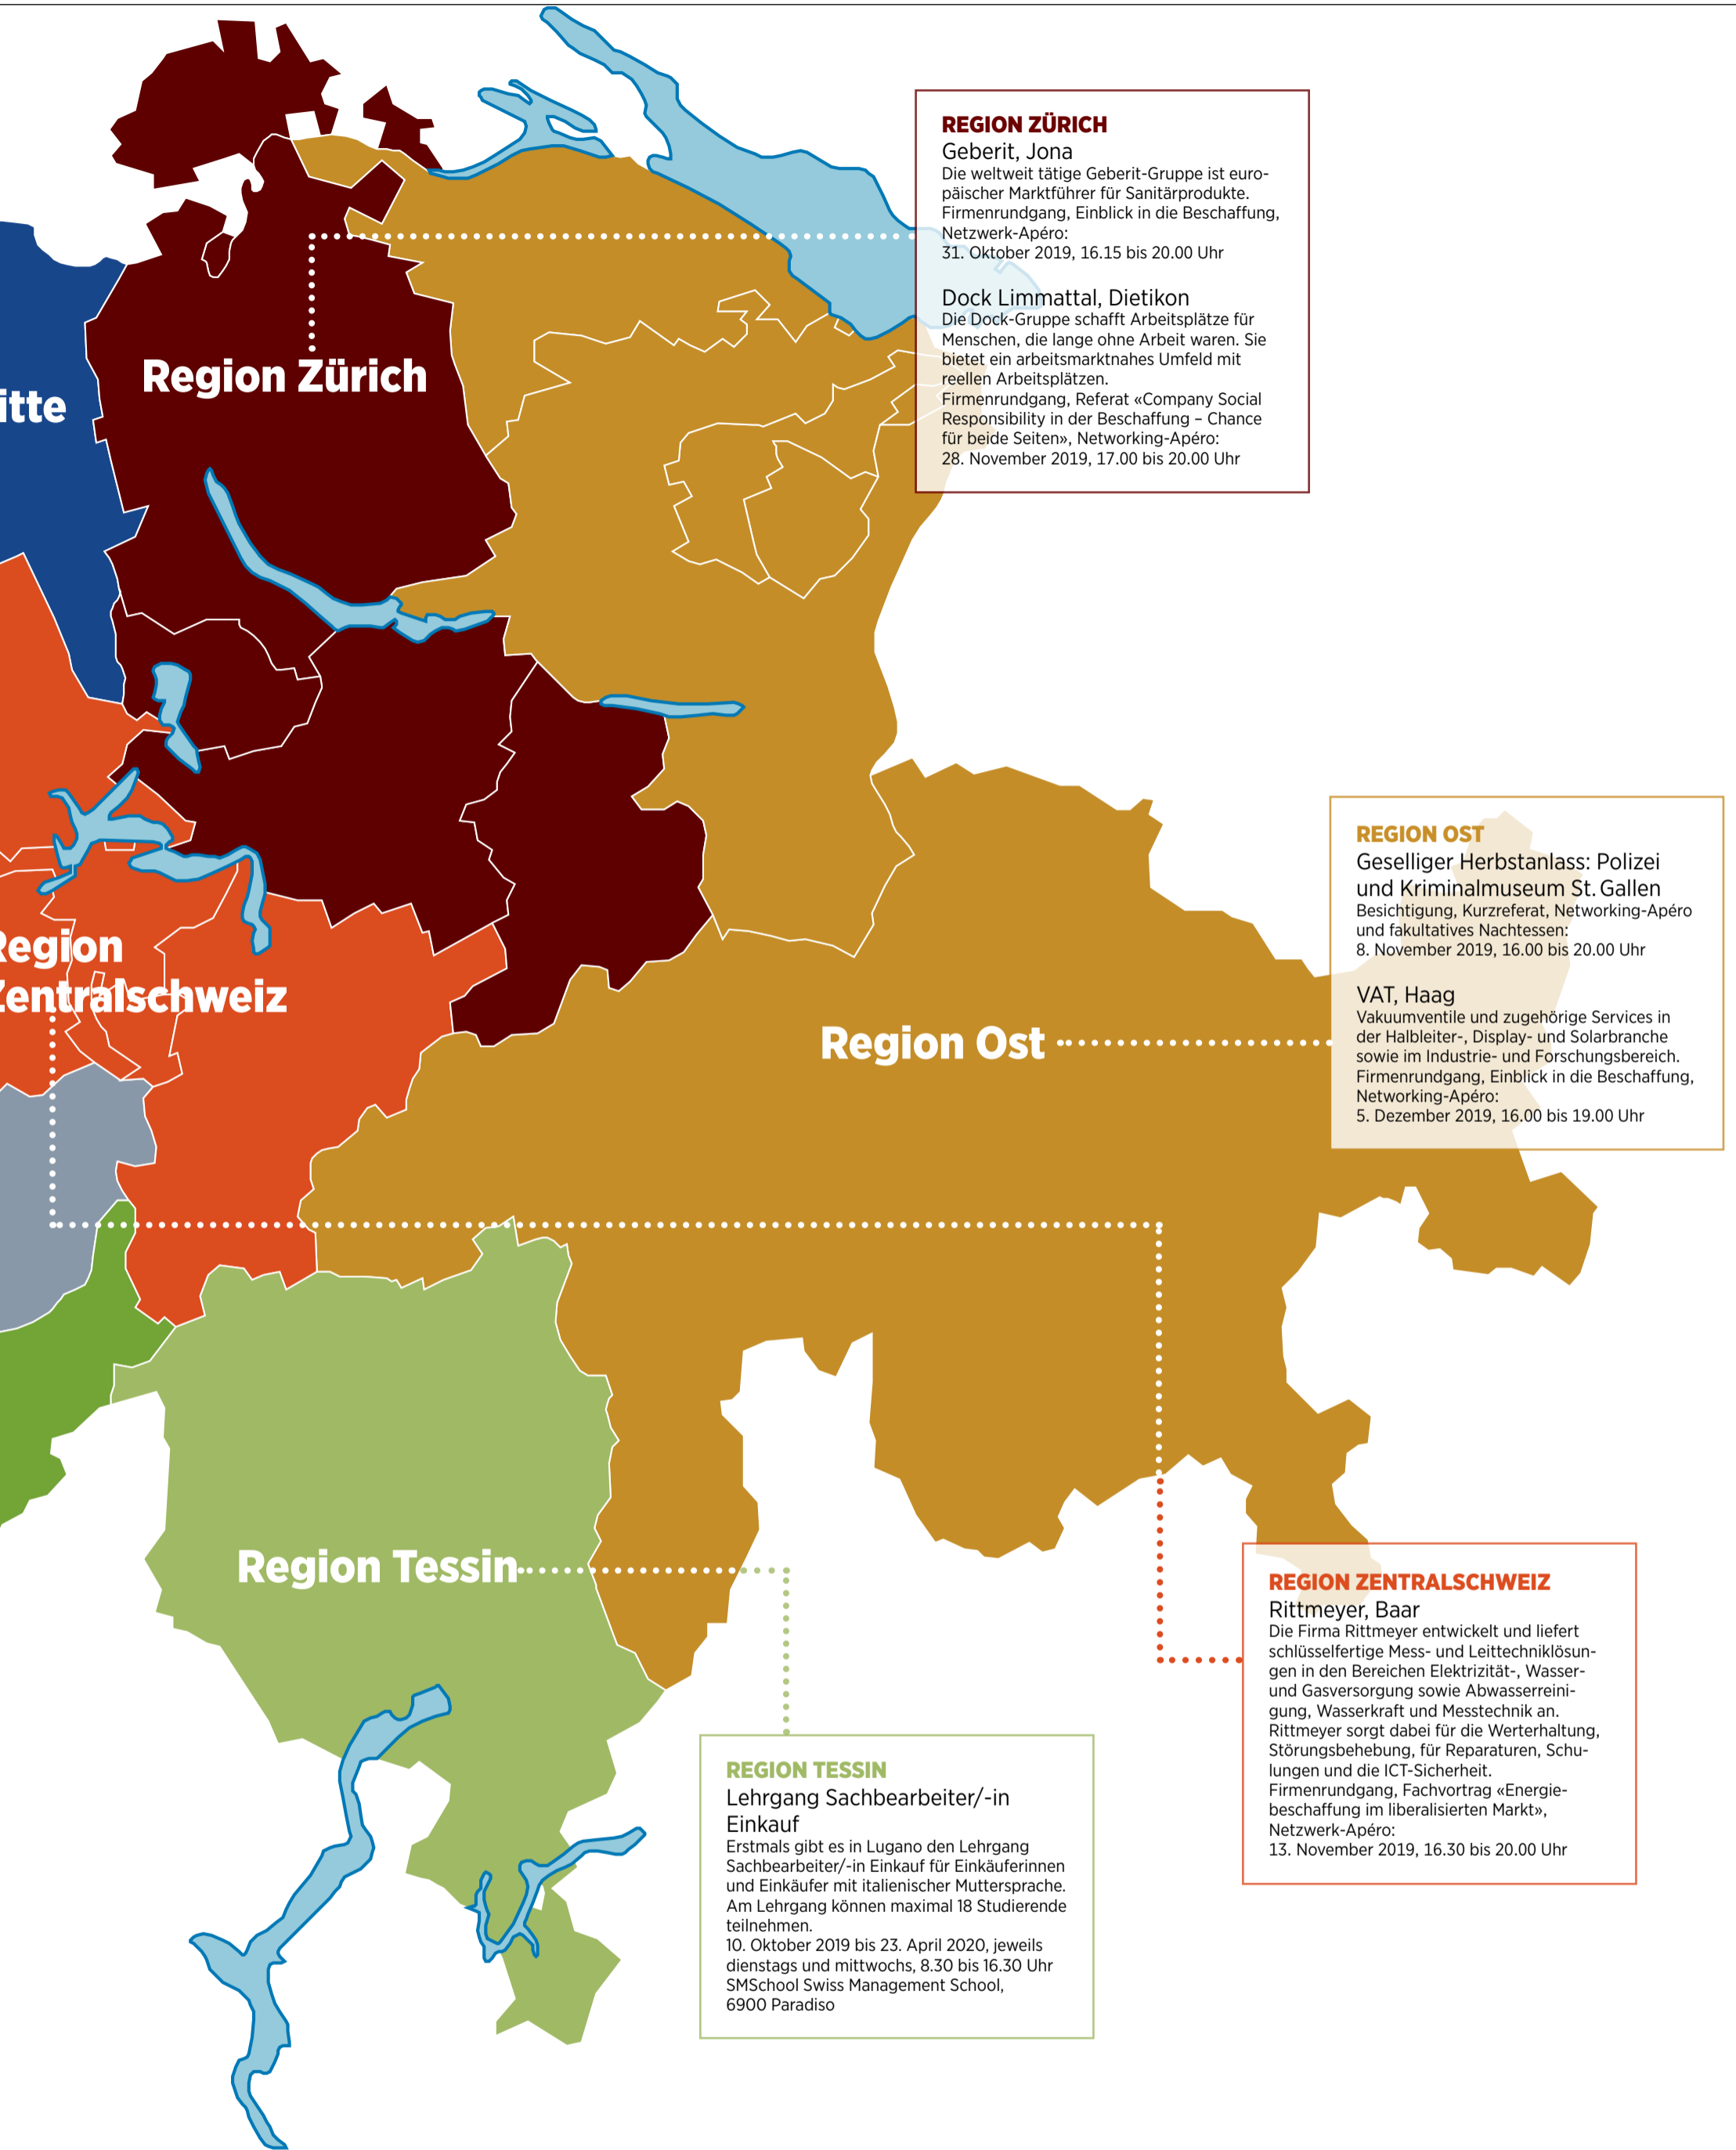 REGION ZÜRICH
Geberit, Jona
Die weltweit tätige Geberit-Gruppe ist euro-
päischer Marktführer für Sanitärprodukte.
Firmenrundgang, Einblick in die Beschaffung,
Netzwerk-Apéro:
31. Oktober 2019, 16.15 bis 20.00 Uhr
Dock Limmattal, Dietikon
Die Dock-Gruppe schafft Arbeitsplätze für
Menschen, die lange ohne Arbeit waren. Sie
bietet ein arbeitsmarktnahes Umfeld mit
reellen Arbeitsplätzen.
Firmenrundgang, Referat «Company Social
Responsibility in der Beschaffung – Chance
für beide Seiten», Networking-Apéro:
28. November 2019, 17.00 bis 20.00 Uhr
Region Zürich
itte
REGION OST
Geselliger Herbstanlass: Polizei
und Kriminalmuseum St. Gallen
Besichtigung, Kurzreferat, Networking-Apéro
und fakultatives Nachtessen:
8. November 2019, 16.00 bis 20.00 Uhr
VAT, Haag
Vakuumventile und zugehörige Services in
der Halbleiter-, Display- und Solarbranche
sowie im Industrie- und Forschungsbereich.
Firmenrundgang, Einblick in die Beschaffung,
Networking-Apéro:
5. Dezember 2019, 16.00 bis 19.00 Uhr
Region
Zentralschweiz
Region Ost
Region Tessin
REGION ZENTRALSCHWEIZ
Rittmeyer, Baar
Die Firma Rittmeyer entwickelt und liefert
schlüsselfertige Mess- und Leittechniklösun-
gen in den Bereichen Elektrizität-, Wasser-
und Gasversorgung sowie Abwasserreini-
gung, Wasserkraft und Messtechnik an.
Rittmeyer sorgt dabei für die Werterhaltung,
Störungsbehebung, für Reparaturen, Schu-
lungen und die ICT-Sicherheit.
Firmenrundgang, Fachvortrag «Energie-
beschaffung im liberalisierten Markt»,
Netzwerk-Apéro:
13. November 2019, 16.30 bis 20.00 Uhr
REGION TESSIN
Lehrgang Sachbearbeiter/-in
Einkauf
Erstmals gibt es in Lugano den Lehrgang
Sachbearbeiter/-in Einkauf für Einkäuferinnen
und Einkäufer mit italienischer Muttersprache.
Am Lehrgang können maximal 18 Studierende
teilnehmen.
10. Oktober 2019 bis 23. April 2020, jeweils
dienstags und mittwochs, 8.30 bis 16.30 Uhr
SMSchool Swiss Management School,
6900 Paradiso